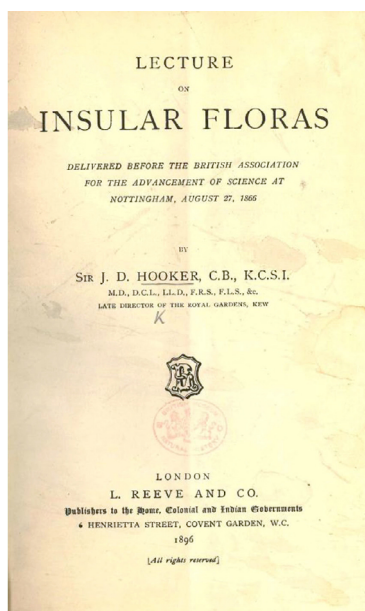 LECTURE
ON
INSULAR FLORAS
DELIVERED BEFORE THE BRITISH ASSOCIATION
FOR THE ADVANCEMENT OF SCIENCE AT
NOTTINGHAM, AUGUST 27, 1866
BY
SIR J. D. HOOKER, C.B., K.C.S.I.
M.D., D.C.L., LL.D., F.R.S., F.L.S., &c.
LATE DIRECTOR OF THE ROYAL GARDENS, KEW
K
LONDON
L. REEVE AND CO.
Publishers to the Home, Colonial and Indian Governments
6 HENRIETTA STREET, COVENT GARDEN, W.C.
1896
[All rights reserved]